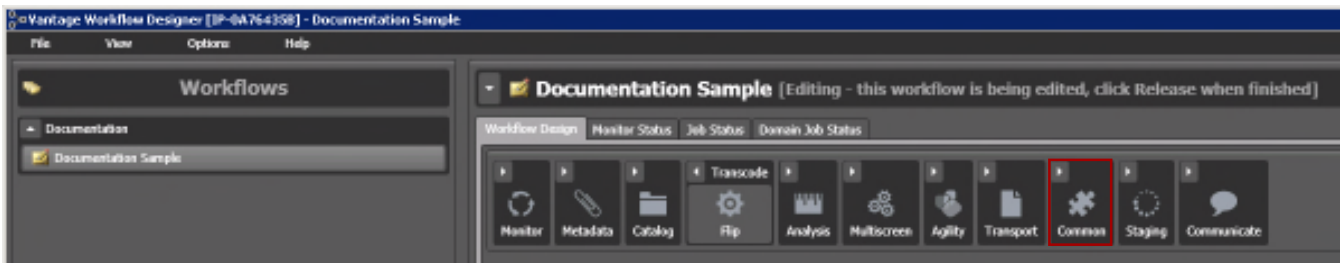 Vantage Workflow Designer [IP-0A76435B] - Documentation Sample
File View Options Help
Workflows
Documentation Sample [Editing - this workflow is being edited, click Release when finished]
Documentation
Workflow Design Monitor Status Job Status Domain Job Status
Documentation Sample
Transcode
Monitor Metadata Catalog Flip Analysis Multiscreen Agility Transport Common Staging Communicate